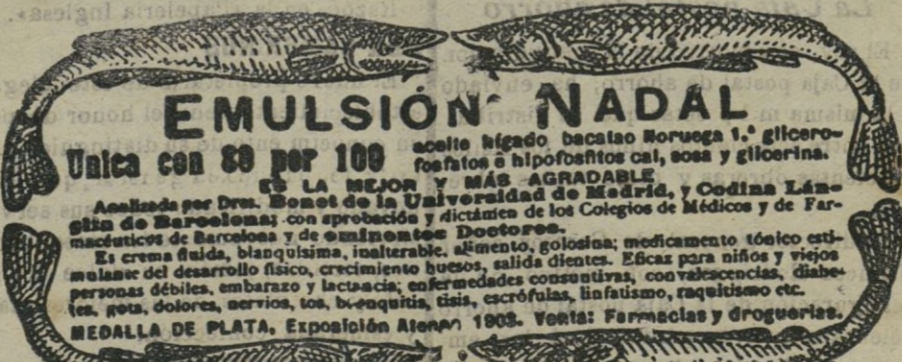 EMULSIÓN NADAL
Unica con 80 por 100 aceite hígado bacalao Noruega 1.ª glicero-
fosfatos é hipofosfitos cal, sosa y glicerina.
ES LA MEJOR Y MÁS AGRADABLE
Analizada por Dres. Bonet de la Universidad de Madrid, y Codina Lán-
glin de Barcelona; con aprobación y dictámen de los Colegios de Médicos y de Far-
macéuticos de Barcelona y de eminentes Doctores.
Es crema fluida, blanquísima, inalterable, alimento, golosina; medicamento tónico esti-
mulante del desarrollo físico, crecimiento huesos, salida dientes. Eficaz para niños y viejos
personas débiles, embarazo y lactancia; enfermedades consuntivas, convalescencias, diabe-
tes, gota, dolores, nervios, tos, bronquitis, tisis, escrófulas, linfatismo, raquitismo etc.
MEDALLA DE PLATA, Exposición Atenas 1903. Venta: Farmacias y droguerías.